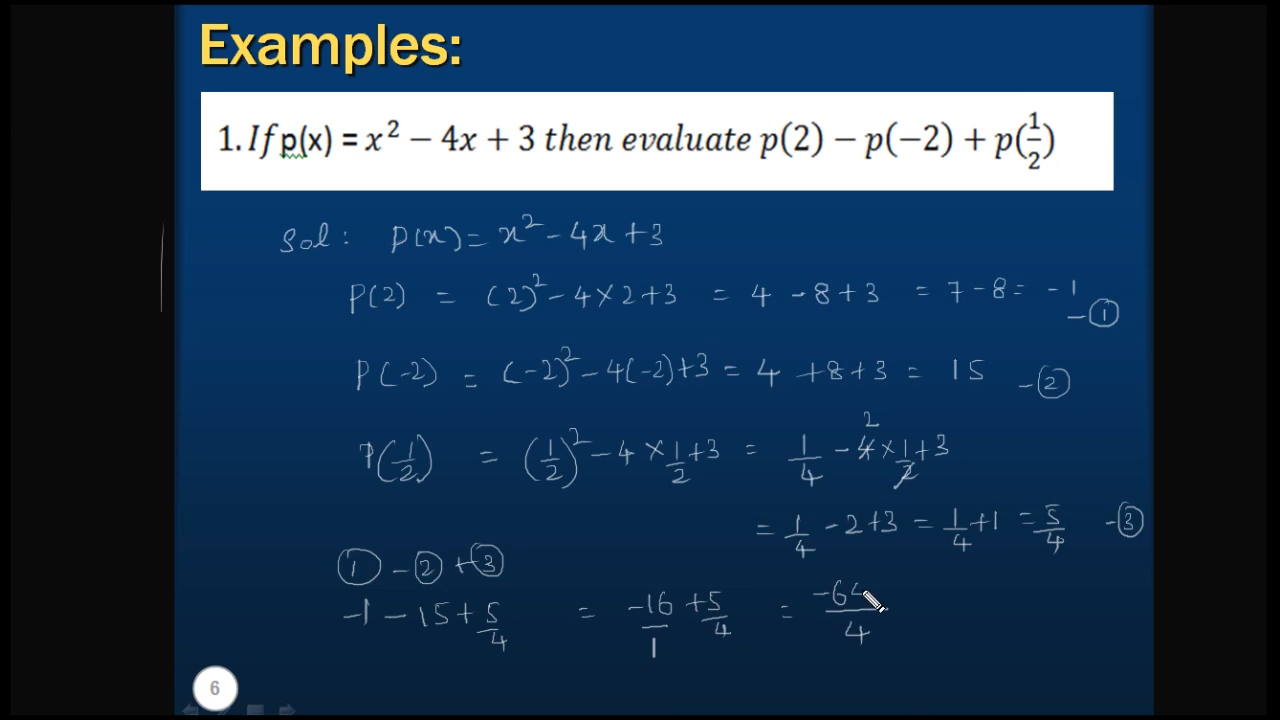 Examples:
1. If p(x) = x² − 4x + 3 then evaluate p(2) − p(−2) + p(1/2)
Sol : P(x) = x² - 4x + 3
P(2) = (2)² - 4 × 2 + 3 = 4 - 8 + 3 = 7 - 8 = -1
- ①
P(-2) = (-2)² - 4(-2) + 3 = 4 + 8 + 3 = 15 - ②
P(1/2) = (1/2)² - 4 × 1/2 + 3 = 1/4 - 4 2 × 1/2 + 3
= 1/4 - 2 + 3 = 1/4 + 1 = 5/4 - ③
① - ② + ③
-1 - 15 + 5/4 = -16/1 + 5/4 = -64/4
6